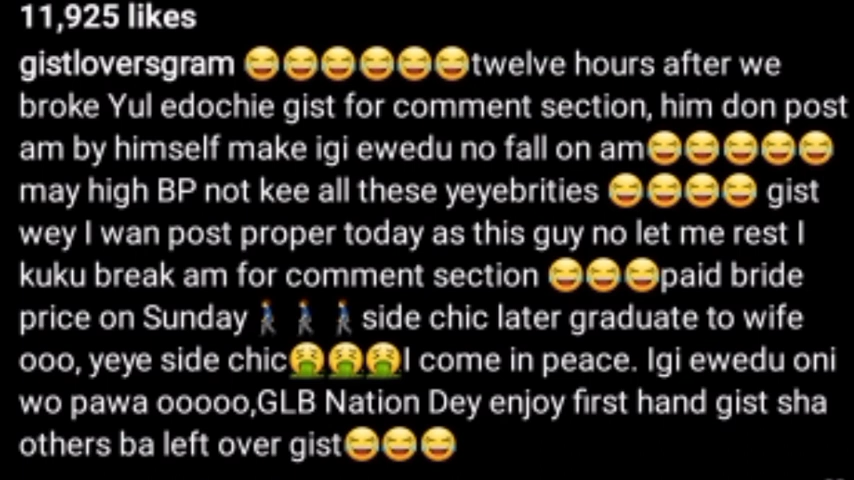 11,925 likes
gistloversgram 😂😂😂😂😂😂twelve hours after we
broke Yul edochie gist for comment section, him don post
am by himself make igi ewedu no fall on am😂😂😂😂😂
may high BP not kee all these yeyebrities 😂😂😂😂 gist
wey I wan post proper today as this guy no let me rest I
kuku break am for comment section 😂😂😂paid bride
price on Sunday🚶🚶🚶side chic later graduate to wife
ooo, yeye side chic🤮🤮🤮I come in peace. Igi ewedu oni
wo pawa ooooo,GLB Nation Dey enjoy first hand gist sha
others ba left over gist😂😂😂